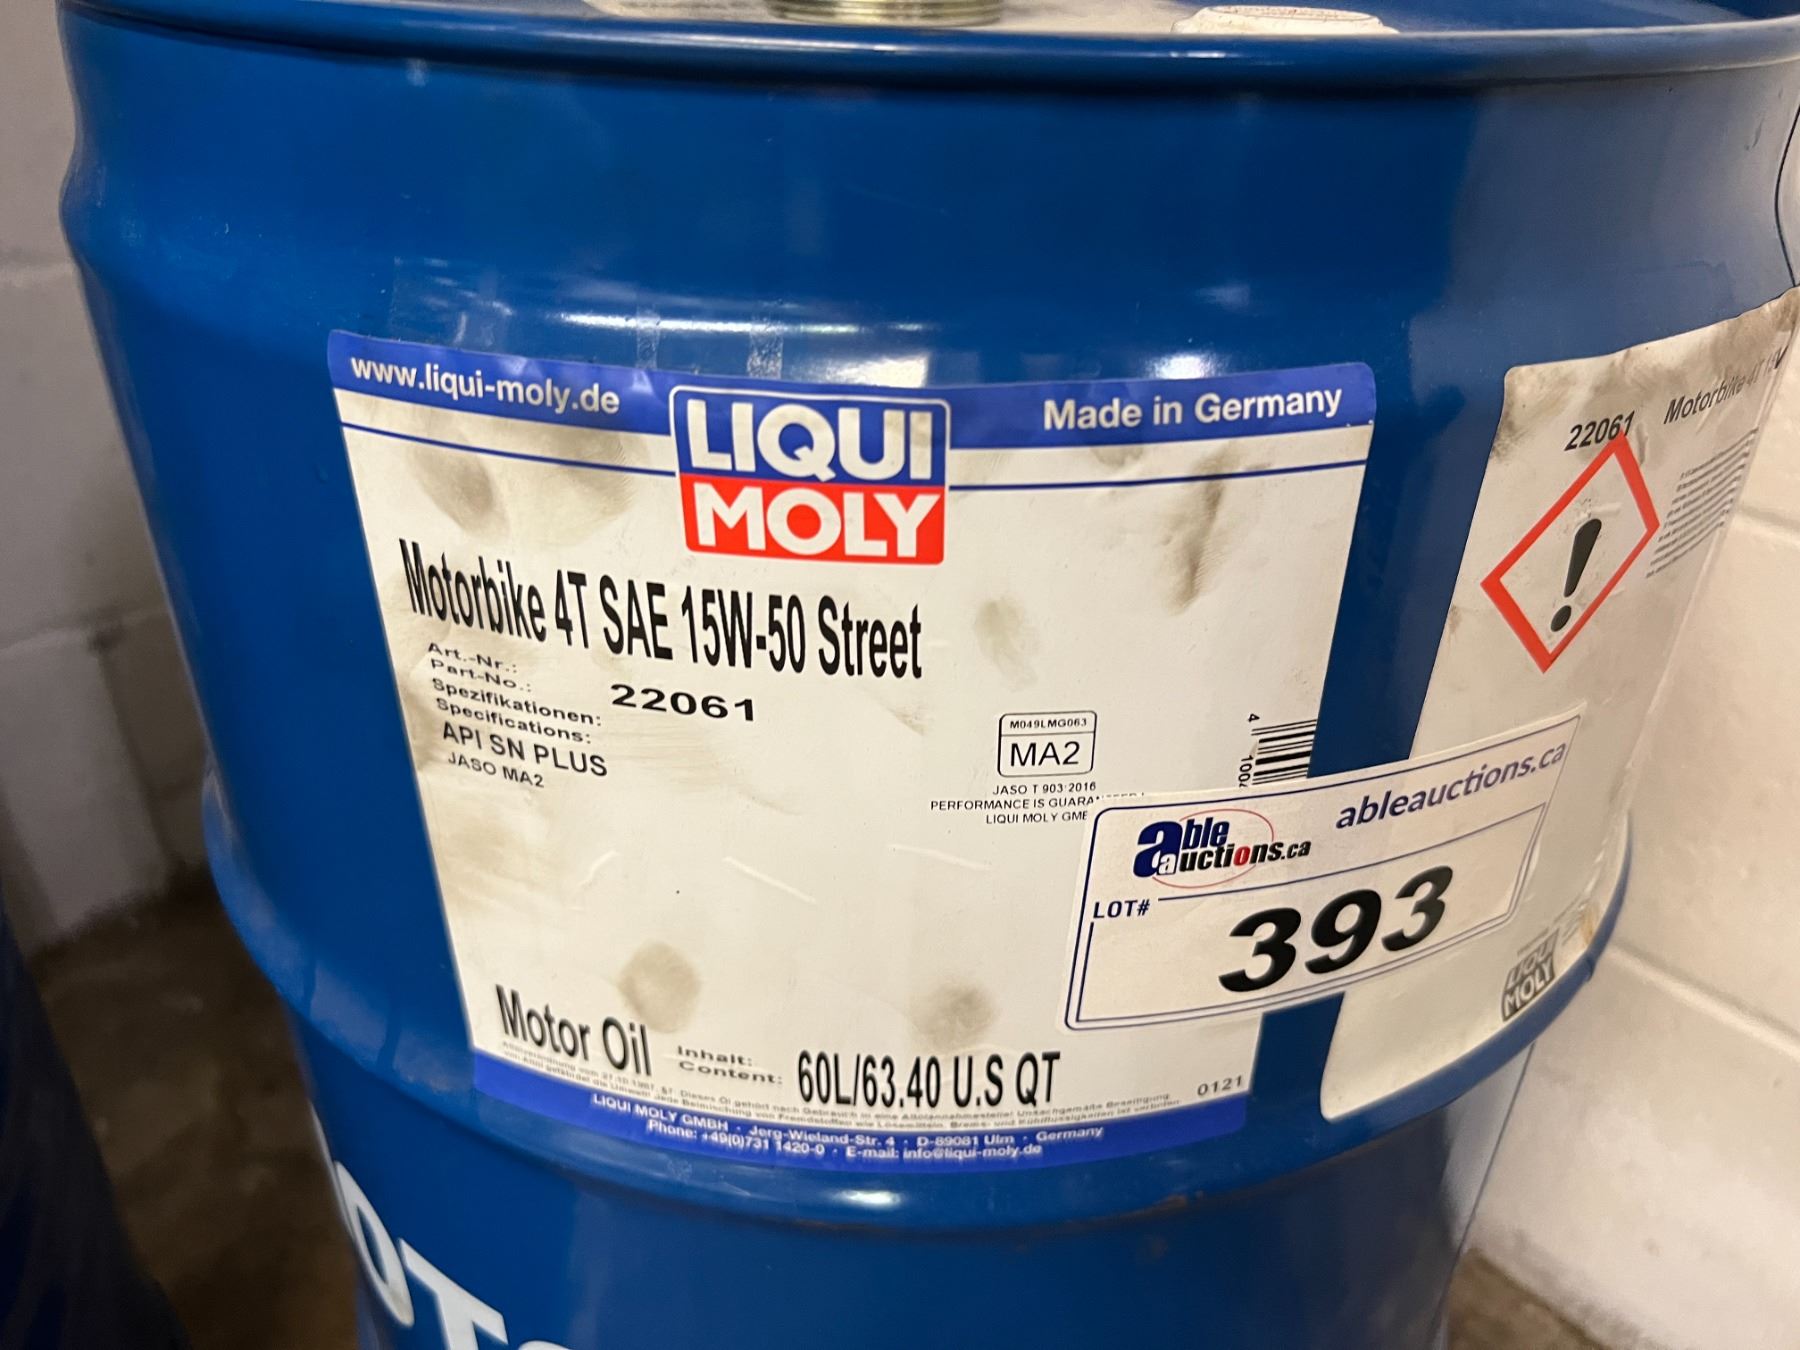 www.liqui-moly.de
LIQUI
MOLY
Made in Germany
Motorbike 4T SAE 15W-50 Street
Art.-Nr.:
Part-No.: 22061
Spezifikationen:
Specifications:
API SN PLUS
JASO MA2
M049LMG063
MA2
JASO T 903:2016
PERFORMANCE IS GUARA
LIQUI MOLY GMB
4 100
Motor Oil
Inhalt:
Content: 60L/63.40 U.S QT
0121
LIQUI MOLY GMBH · Jerg-Wieland-Str. 4 · D-89081 Ulm · Germany
Phone: +49(0)731 1420-0 · E-mail: info@liqui-moly.de
22061 Motorbike 4T
able
auctions.ca
ableauctions.ca
LOT#
393
LIQUI
MOLY